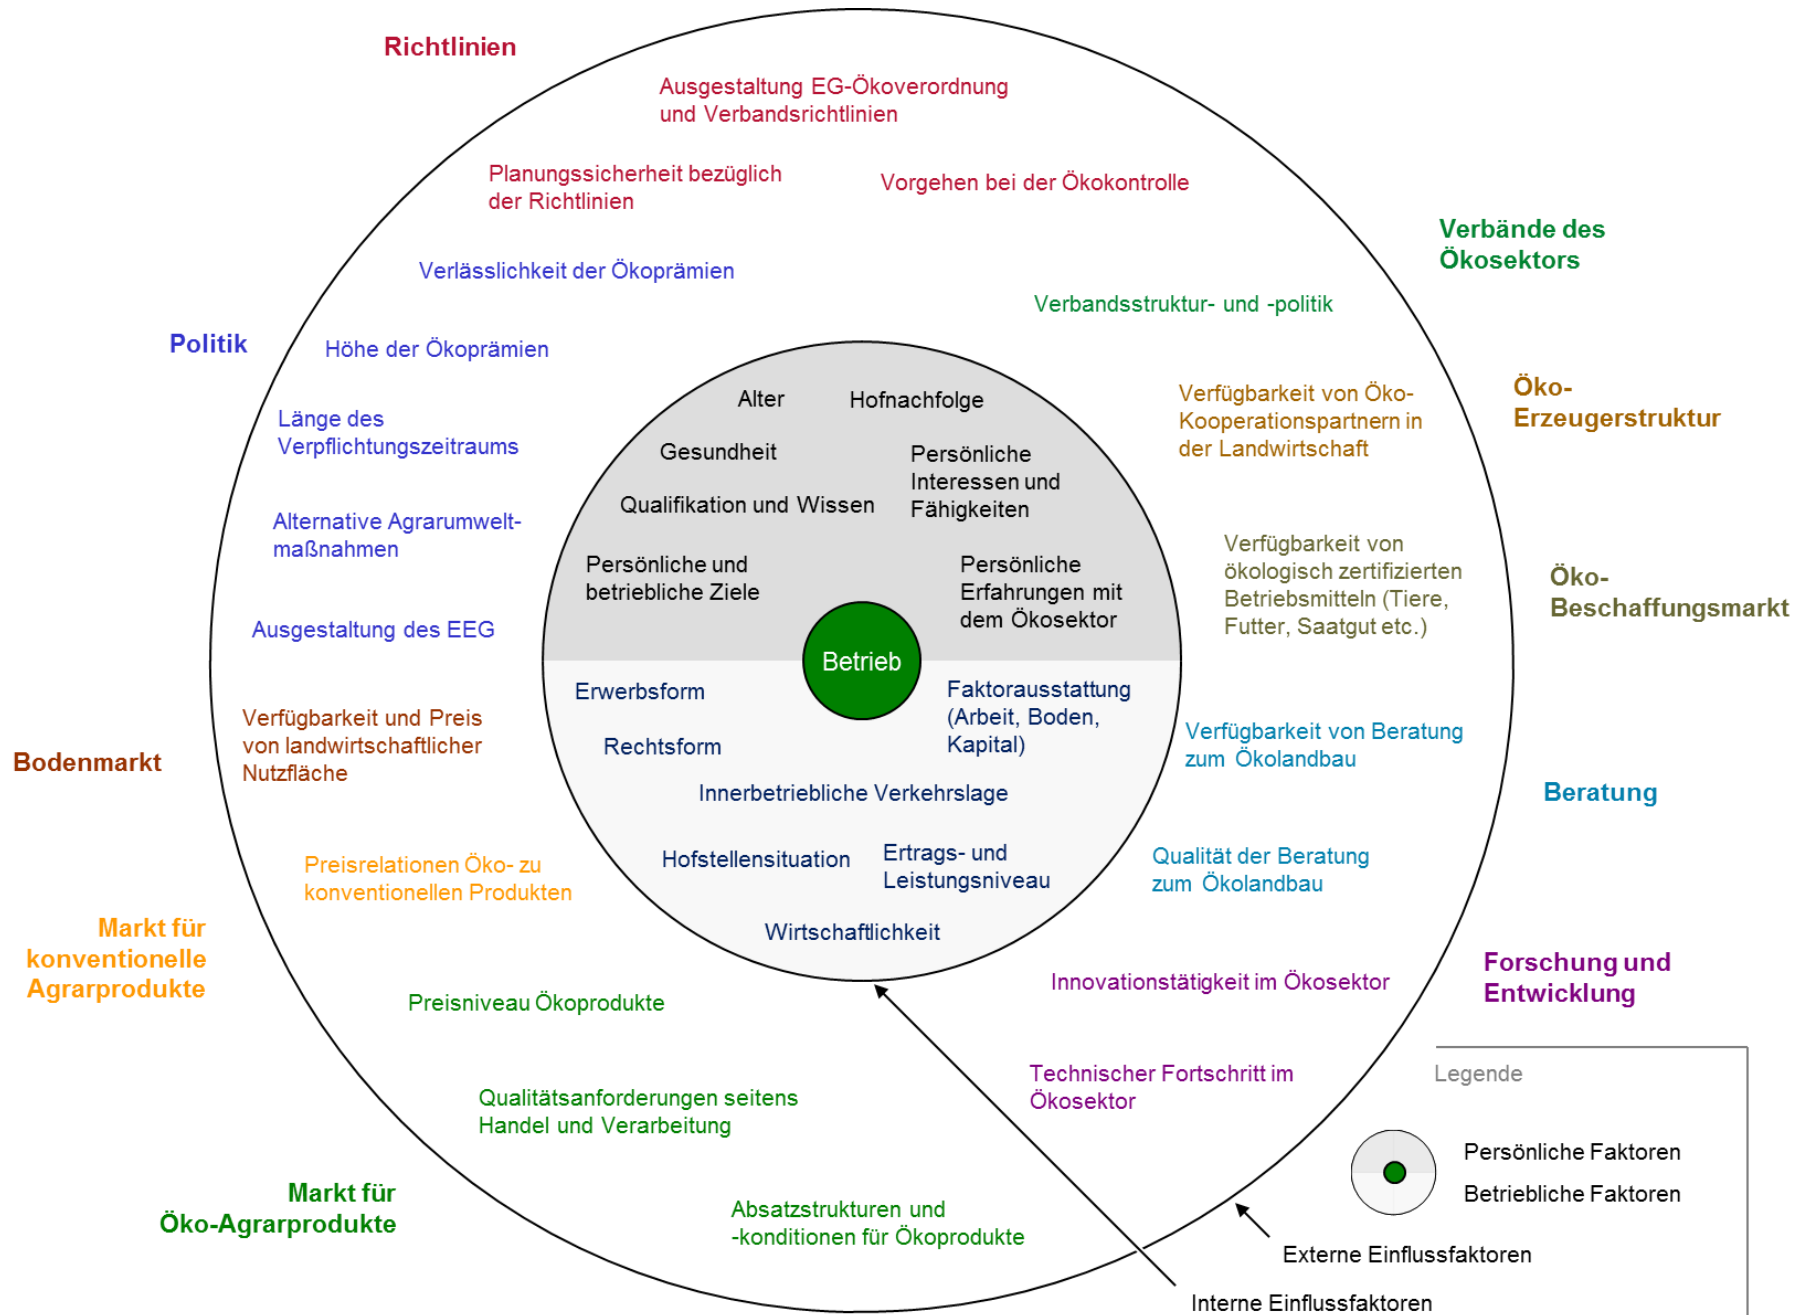 Richtlinien
Ausgestaltung EG-Ökoverordnung
und Verbandsrichtlinien
Planungssicherheit bezüglich
der Richtlinien
Vorgehen bei der Ökokontrolle
Verbände des
Ökosektors
Verlässlichkeit der Ökoprämien
Verbandsstruktur- und -politik
Politik
Höhe der Ökoprämien
Länge des
Verpflichtungszeitraums
Alternative Agrarumwelt-
maßnahmen
Ausgestaltung des EEG
Alter
Hofnachfolge
Gesundheit
Persönliche
Interessen und
Fähigkeiten
Qualifikation und Wissen
Persönliche und
betriebliche Ziele
Persönliche
Erfahrungen mit
dem Ökosektor
Betrieb
Verfügbarkeit von Öko-
Kooperationspartnern in
der Landwirtschaft
Öko-
Erzeugerstruktur
Verfügbarkeit von
ökologisch zertifizierten
Betriebsmitteln (Tiere,
Futter, Saatgut etc.)
Öko-
Beschaffungsmarkt
Erwerbsform
Faktorausstattung
(Arbeit, Boden,
Kapital)
Rechtsform
Innerbetriebliche Verkehrslage
Hofstellensituation
Ertrags- und
Leistungsniveau
Wirtschaftlichkeit
Bodenmarkt
Verfügbarkeit und Preis
von landwirtschaftlicher
Nutzfläche
Verfügbarkeit von Beratung
zum Ökolandbau
Beratung
Qualität der Beratung
zum Ökolandbau
Preisrelationen Öko- zu
konventionellen Produkten
Markt für
konventionelle
Agrarprodukte
Innovationstätigkeit im Ökosektor
Forschung und
Entwicklung
Technischer Fortschritt im
Ökosektor
Preisniveau Ökoprodukte
Qualitätsanforderungen seitens
Handel und Verarbeitung
Markt für
Öko-Agrarprodukte
Absatzstrukturen und
-konditionen für Ökoprodukte
Legende
Persönliche Faktoren
Betriebliche Faktoren
Externe Einflussfaktoren
Interne Einflussfaktoren